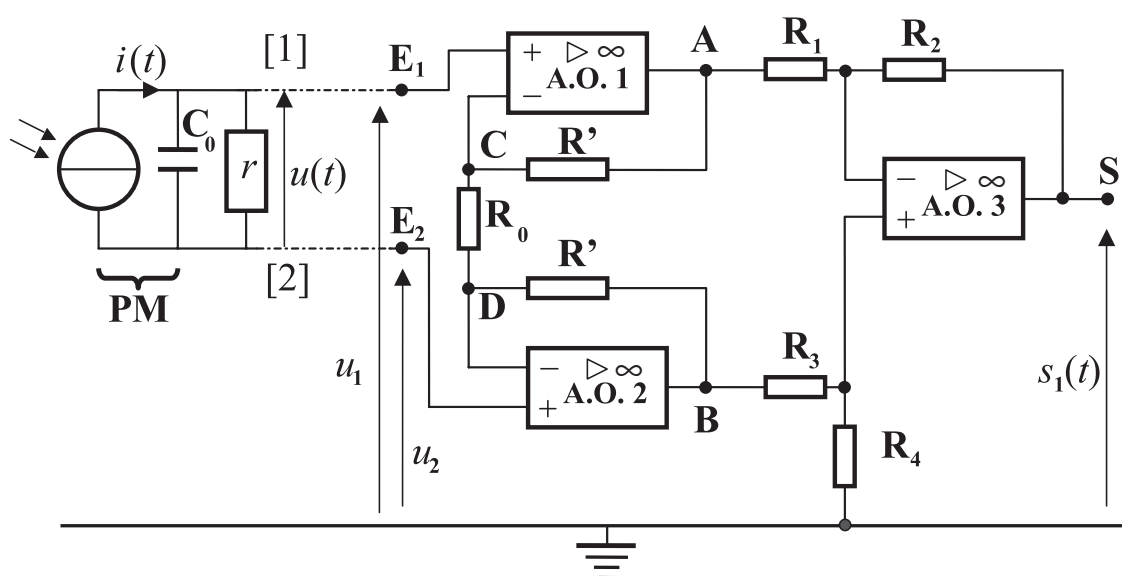 i(t)
[1]
C₀
r
u(t)
[2]
PM
E₁
E₂
u₁
u₂
+
▷ ∞
A.O. 1
−
C
R'
R₀
R'
D
−
▷ ∞
A.O. 2
+
A
B
R₁
R₂
−
▷ ∞
A.O. 3
+
S
R₃
R₄
s₁(t)